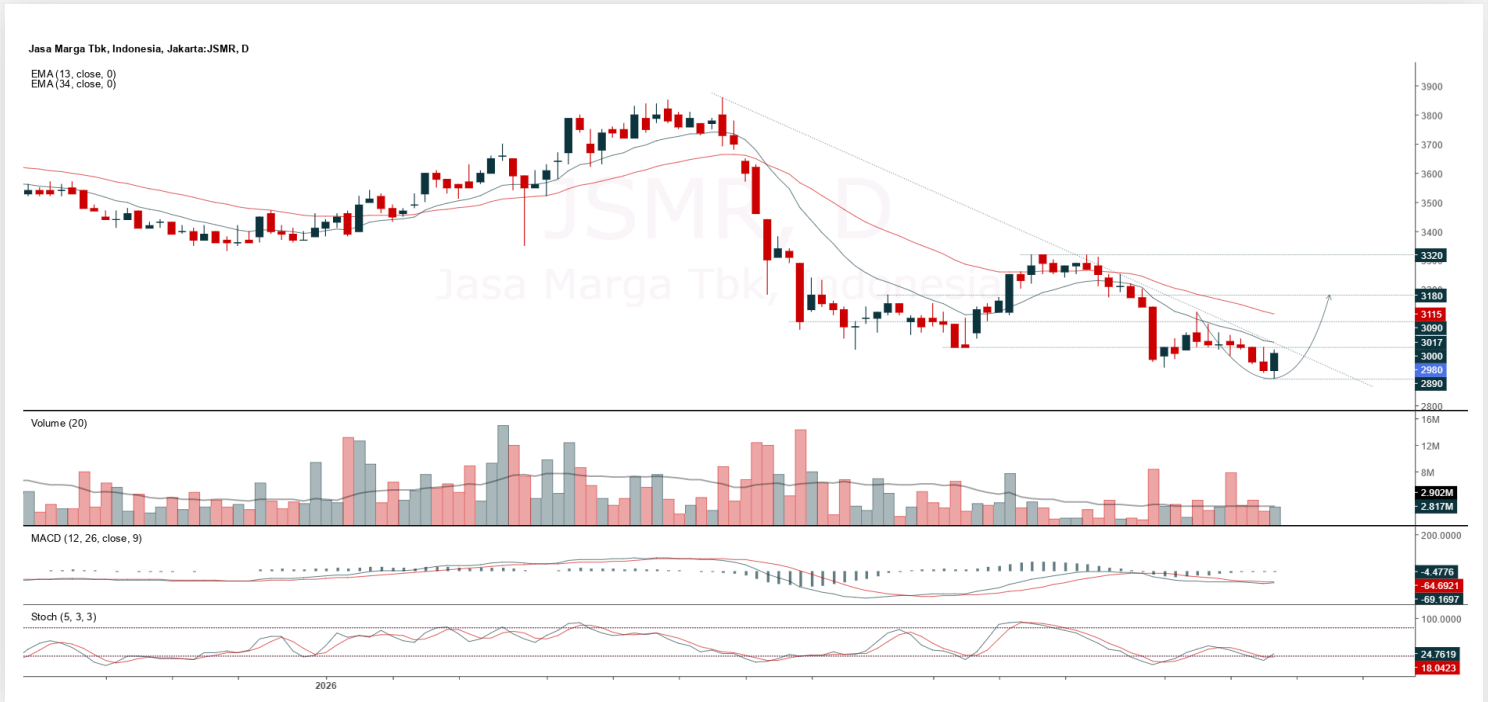 Jasa Marga Tbk, Indonesia, Jakarta:JSMR, D
EMA (13, close, 0)
EMA (34, close, 0)
JSMR, D
Jasa Marga Tbk, Indonesia
3900
3800
3700
3600
3500
3400
3320
3180
3115
3090
3017
3000
2980
2890
2800
Volume (20)
16M
12M
8M
2.902M
2.817M
MACD (12, 26, close, 9)
200.0000
-4.4776
-64.6921
-69.1697
Stoch (5, 3, 3)
100.0000
24.7619
18.0423
2026